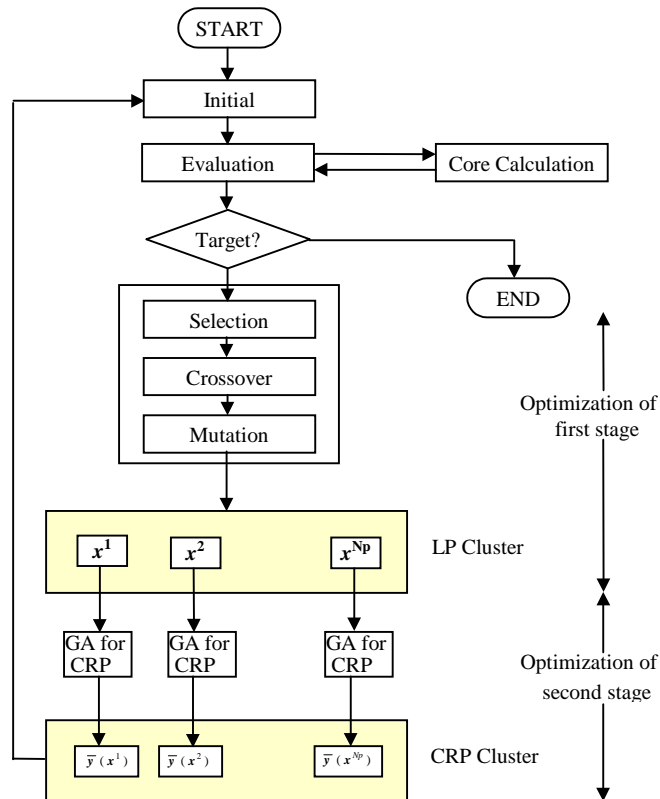 START
Initial
Evaluation
Core Calculation
Target?
END
Selection
Crossover
Mutation
Optimization of
first stage
x¹ x² x^Np
LP Cluster
GA for
CRP
GA for
CRP
GA for
CRP
Optimization of
second stage
y̅ (x¹) y̅ (x²) y̅ (x^Np)
CRP Cluster